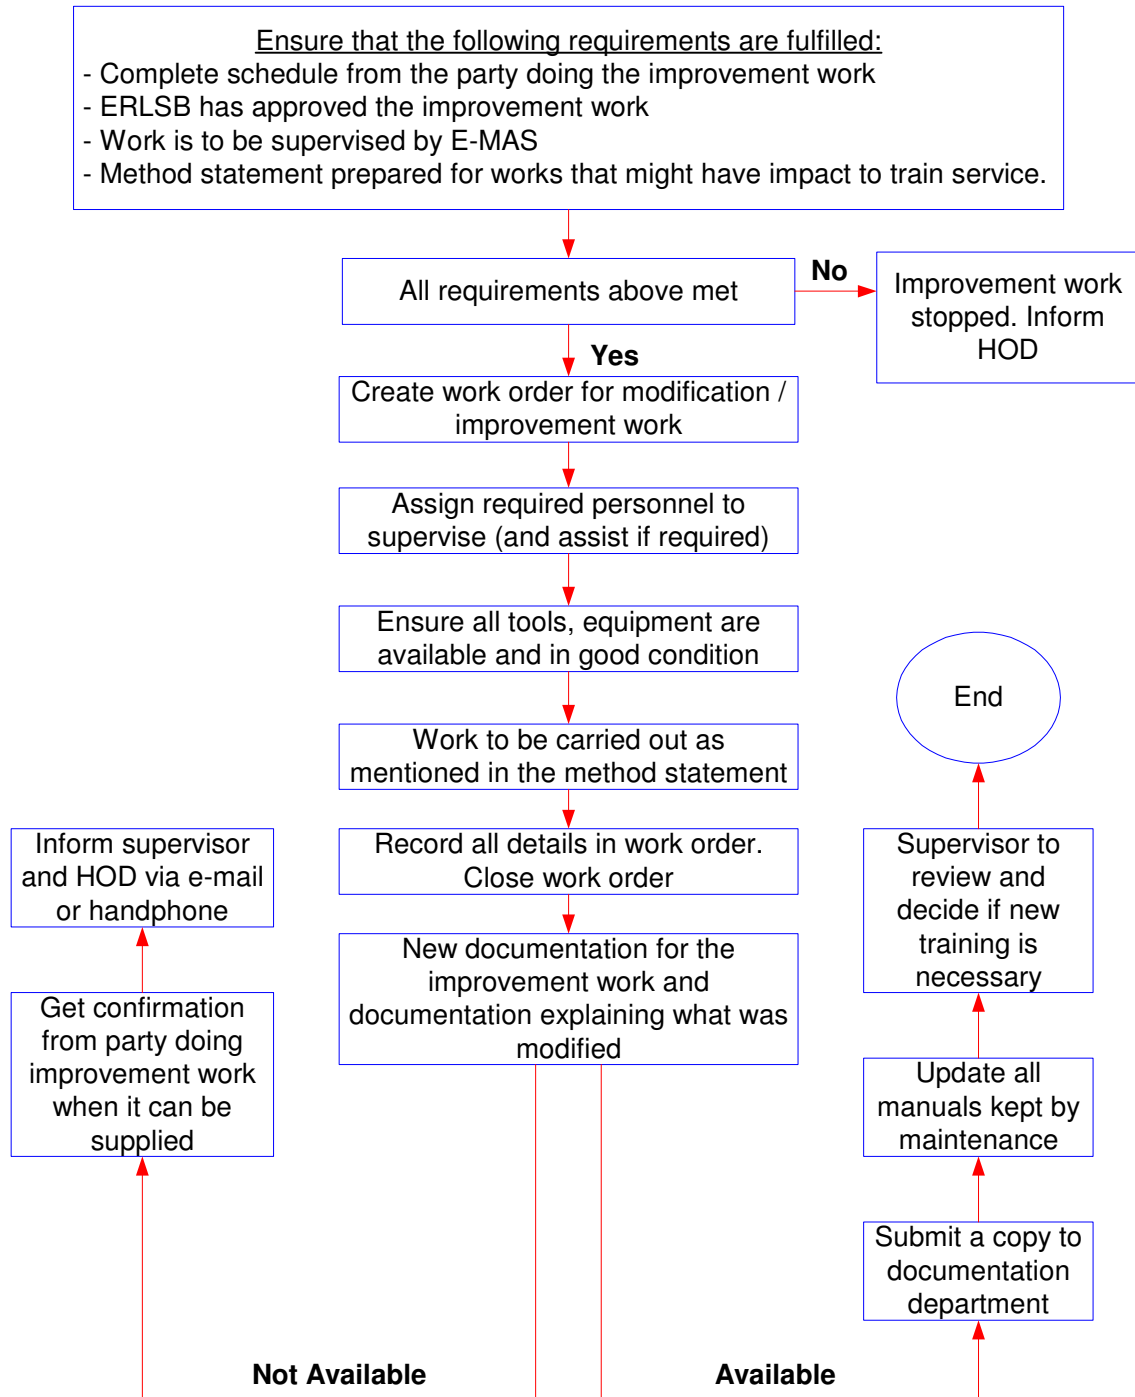 Ensure that the following requirements are fulfilled:
- Complete schedule from the party doing the improvement work
- ERLSB has approved the improvement work
- Work is to be supervised by E-MAS
- Method statement prepared for works that might have impact to train service.
All requirements above met
No
Improvement work
stopped. Inform
HOD
Yes
Create work order for modification /
improvement work
Assign required personnel to
supervise (and assist if required)
Ensure all tools, equipment are
available and in good condition
Work to be carried out as
mentioned in the method statement
Record all details in work order.
Close work order
New documentation for the
improvement work and
documentation explaining what was
modified
Inform supervisor
and HOD via e-mail
or handphone
Get confirmation
from party doing
improvement work
when it can be
supplied
Not Available
End
Supervisor to
review and
decide if new
training is
necessary
Update all
manuals kept by
maintenance
Submit a copy to
documentation
department
Available